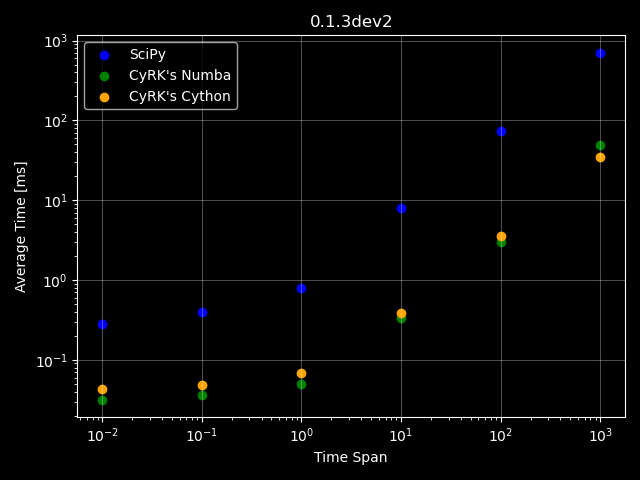 0.1.3dev2
SciPy
CyRK's Numba
CyRK's Cython
Average Time [ms]
10³
10²
10¹
10⁰
10⁻¹
10⁻² 10⁻¹ 10⁰ 10¹ 10² 10³
Time Span